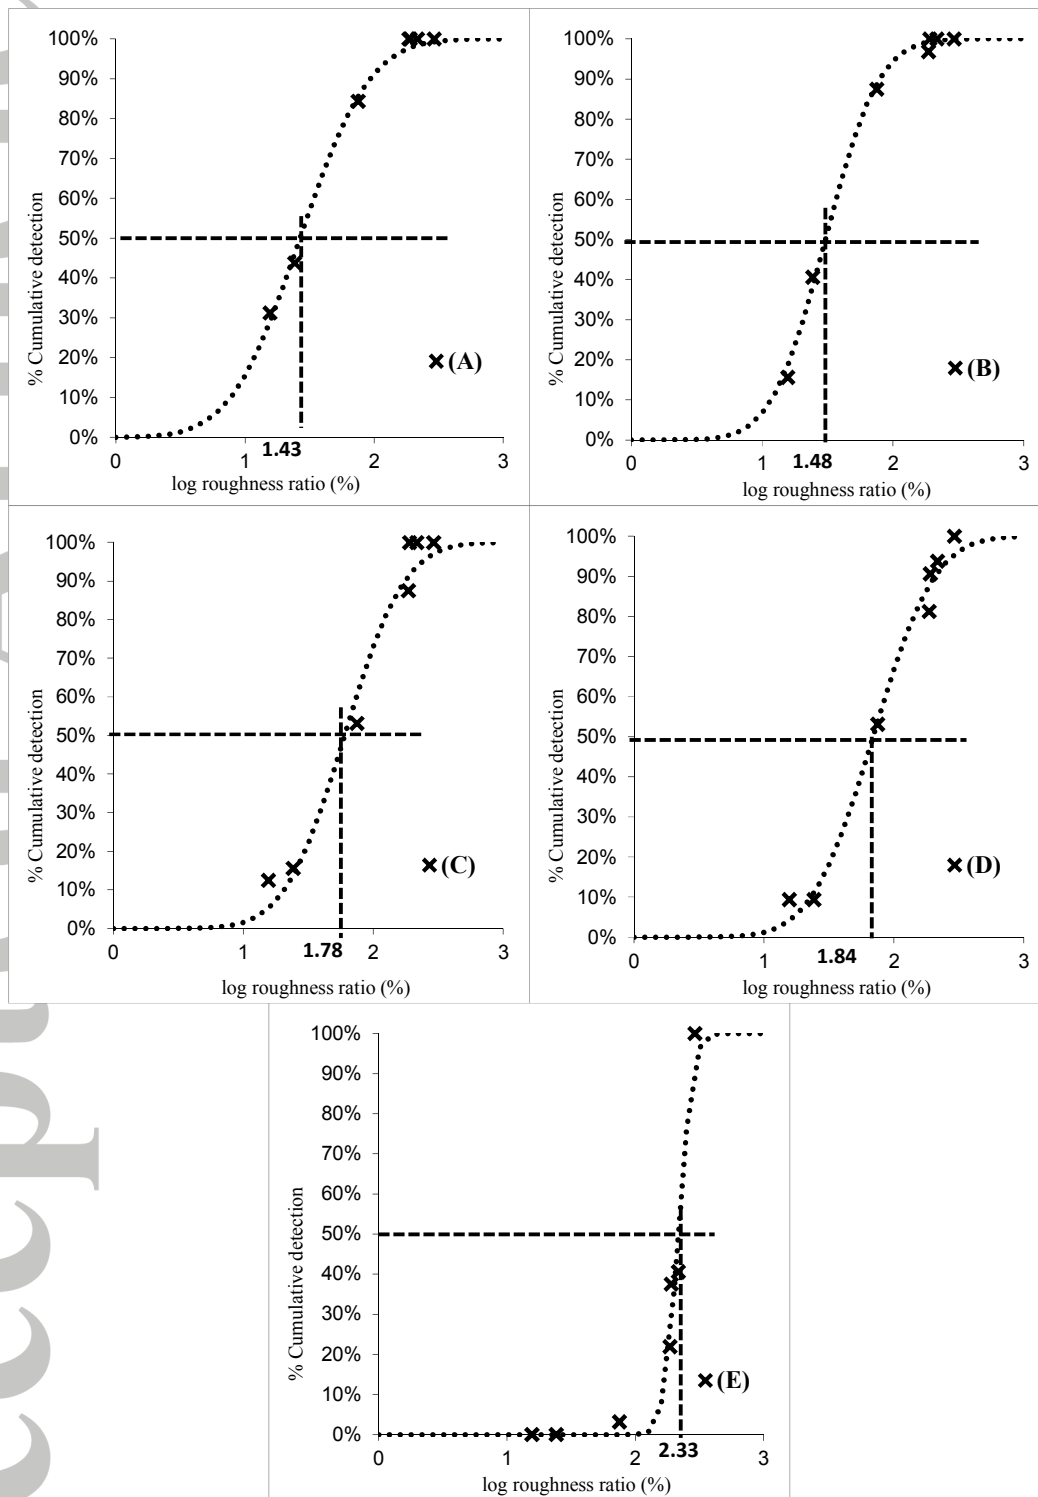 100%
90%
80%
70%
60%
50%
40%
30%
20%
10%
0%
% Cumulative detection
(A)
0 1 1.43 2 3
log roughness ratio (%)
100%
90%
80%
70%
60%
50%
40%
30%
20%
10%
0%
% Cumulative detection
(B)
0 1 1.48 2 3
log roughness ratio (%)
100%
90%
80%
70%
60%
50%
40%
30%
20%
10%
0%
% Cumulative detection
(C)
0 1 1.78 2 3
log roughness ratio (%)
100%
90%
80%
70%
60%
50%
40%
30%
20%
10%
0%
% Cumulative detection
(D)
0 1 1.84 2 3
log roughness ratio (%)
100%
90%
80%
70%
60%
50%
40%
30%
20%
10%
0%
% Cumulative detection
(E)
0 1 2 2.33 3
log roughness ratio (%)